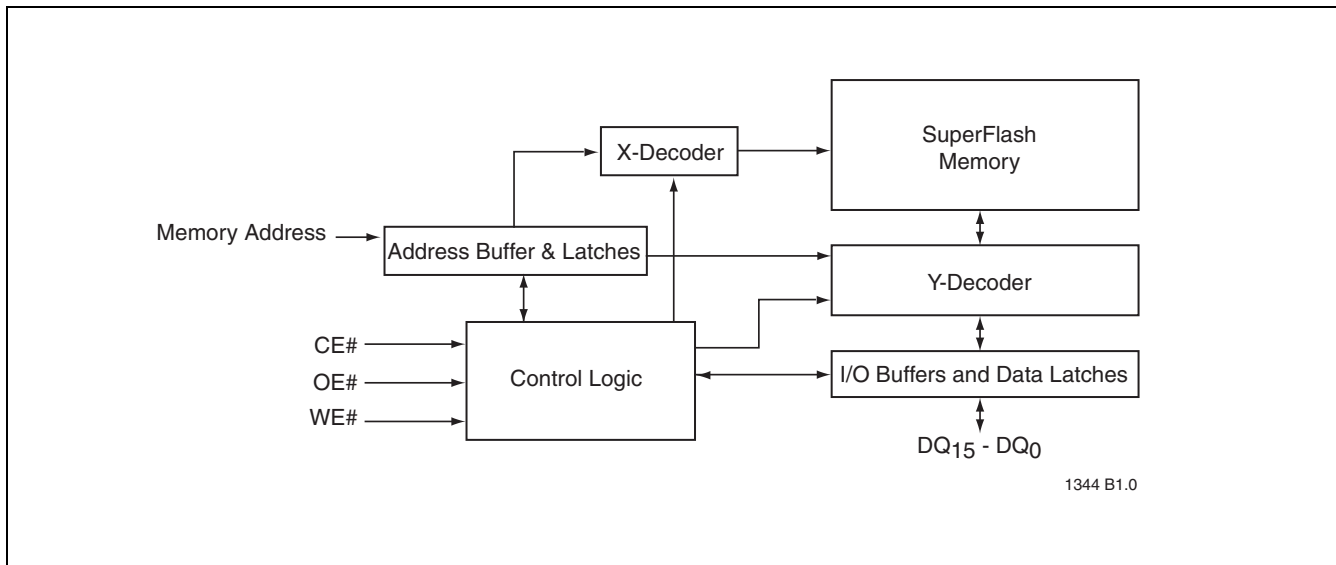 SuperFlash
Memory
X-Decoder
Memory Address
Address Buffer & Latches
Y-Decoder
CE#
OE#
WE#
Control Logic
I/O Buffers and Data Latches
DQ15 - DQ0
1344 B1.0